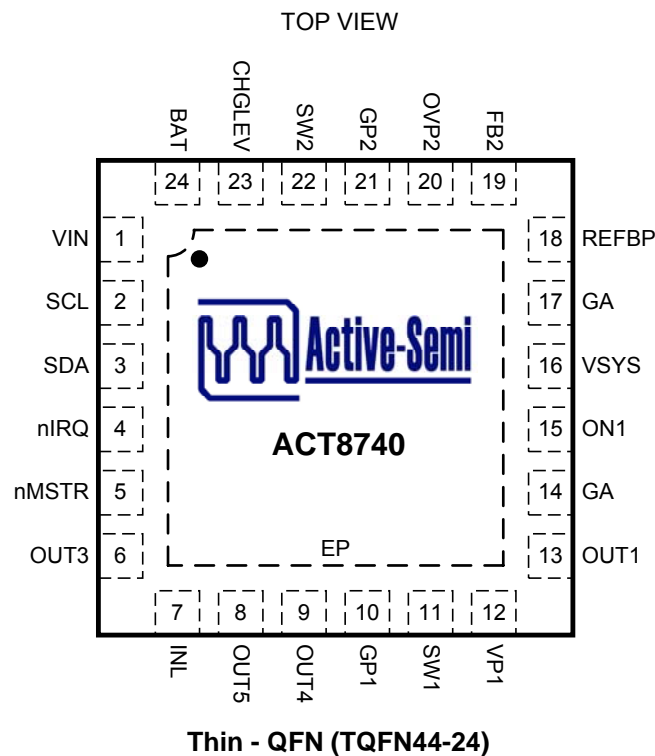 TOP VIEW
BAT
CHGLEV
SW2
GP2
OVP2
FB2
24 23 22 21 20 19
VIN 1
SCL 2
SDA 3
nIRQ 4
nMSTR 5
OUT3 6
18 REFBP
17 GA
16 VSYS
15 ON1
14 GA
13 OUT1
Active-Semi
ACT8740
EP
7 8 9 10 11 12
INL
OUT5
OUT4
GP1
SW1
VP1
Thin - QFN (TQFN44-24)